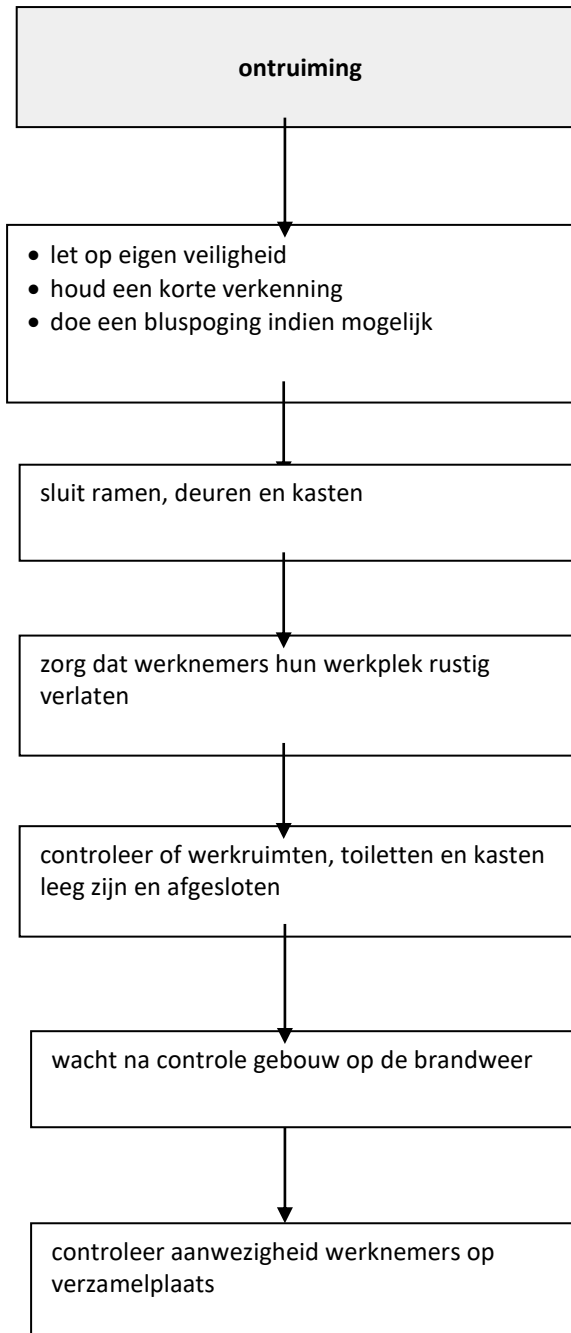 ontruiming
• let op eigen veiligheid
• houd een korte verkenning
• doe een bluspoging indien mogelijk
sluit ramen, deuren en kasten
zorg dat werknemers hun werkplek rustig
verlaten
controleer of werkruimten, toiletten en kasten
leeg zijn en afgesloten
wacht na controle gebouw op de brandweer
controleer aanwezigheid werknemers op
verzamelplaats